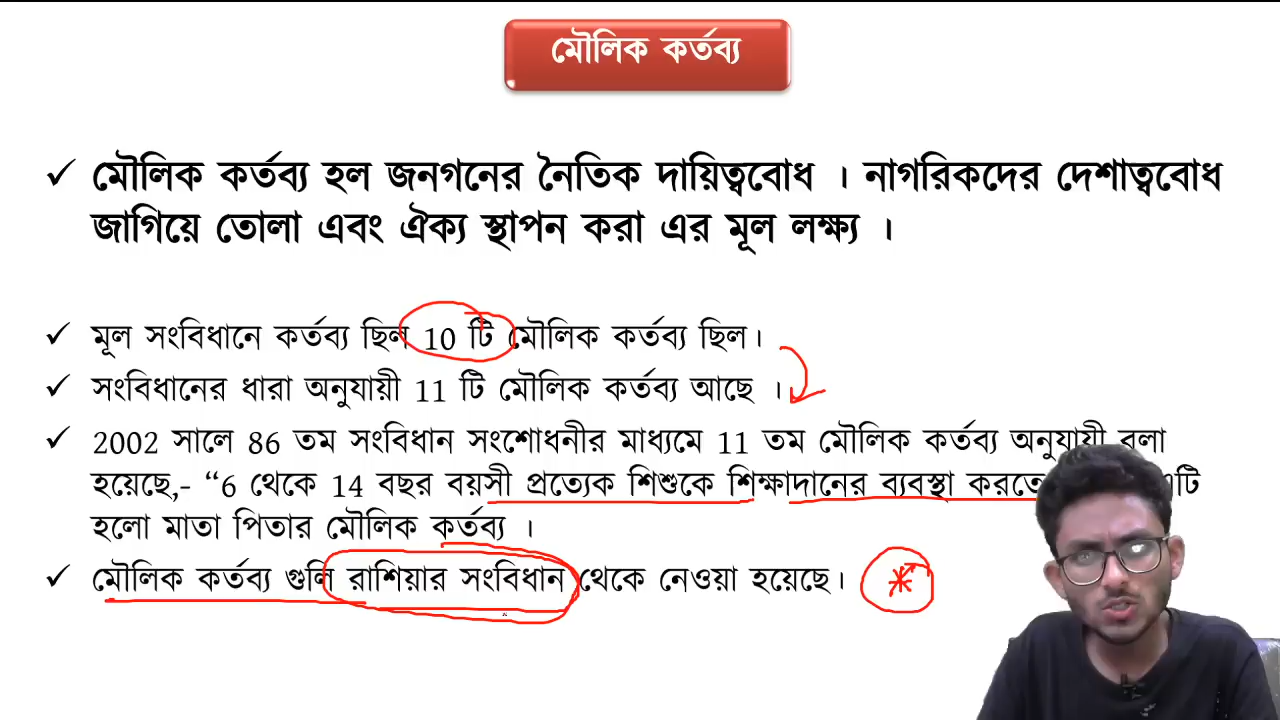 মৌলিক কর্তব্য
✓ মৌলিক কর্তব্য হল জনগনের নৈতিক দায়িত্ববোধ । নাগরিকদের দেশাত্ববোধ
জাগিয়ে তোলা এবং ঐক্য স্থাপন করা এর মূল লক্ষ্য ।
✓ মূল সংবিধানে কর্তব্য ছিল 10 টি মৌলিক কর্তব্য ছিল।
✓ সংবিধানের ধারা অনুযায়ী 11 টি মৌলিক কর্তব্য আছে ।
✓ 2002 সালে 86 তম সংবিধান সংশোধনীর মাধ্যমে 11 তম মৌলিক কর্তব্য অনুযায়ী বলা
হয়েছে,- “6 থেকে 14 বছর বয়সী প্রত্যেক শিশুকে শিক্ষাদানের ব্যবস্থা করতে
হলো মাতা পিতার মৌলিক কর্তব্য ।
✓ মৌলিক কর্তব্য গুলি রাশিয়ার সংবিধান থেকে নেওয়া হয়েছে।